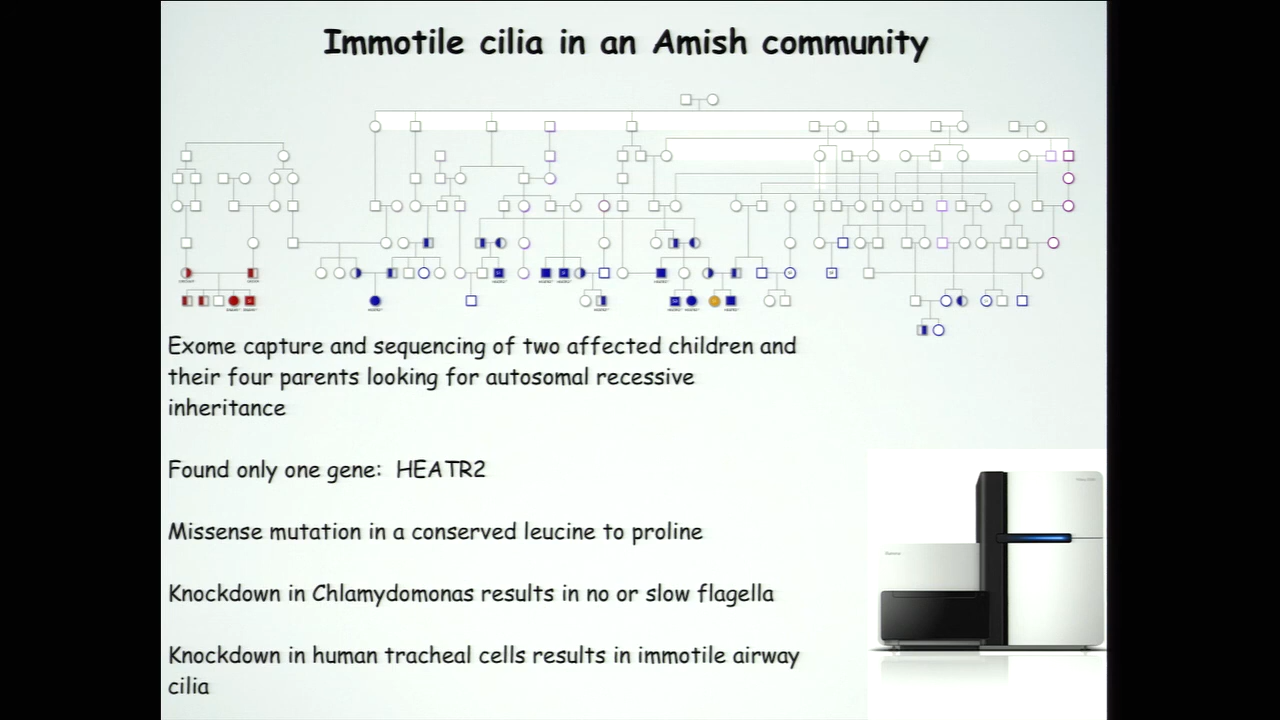 Immotile cilia in an Amish community
Exome capture and sequencing of two affected children and
their four parents looking for autosomal recessive
inheritance
Found only one gene: HEATR2
Missense mutation in a conserved leucine to proline
Knockdown in Chlamydomonas results in no or slow flagella
Knockdown in human tracheal cells results in immotile airway
cilia